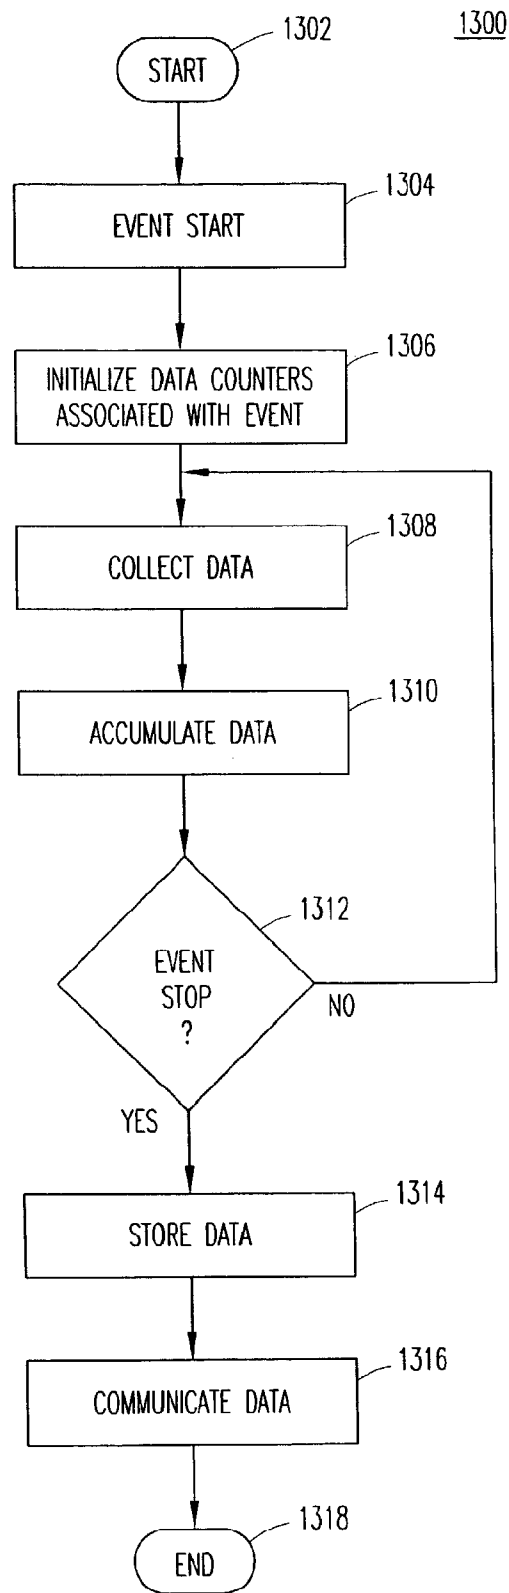 1300
1302
START
1304
EVENT START
1306
INITIALIZE DATA COUNTERS
ASSOCIATED WITH EVENT
1308
COLLECT DATA
1310
ACCUMULATE DATA
1312
EVENT
STOP
?
NO
YES
1314
STORE DATA
1316
COMMUNICATE DATA
1318
END